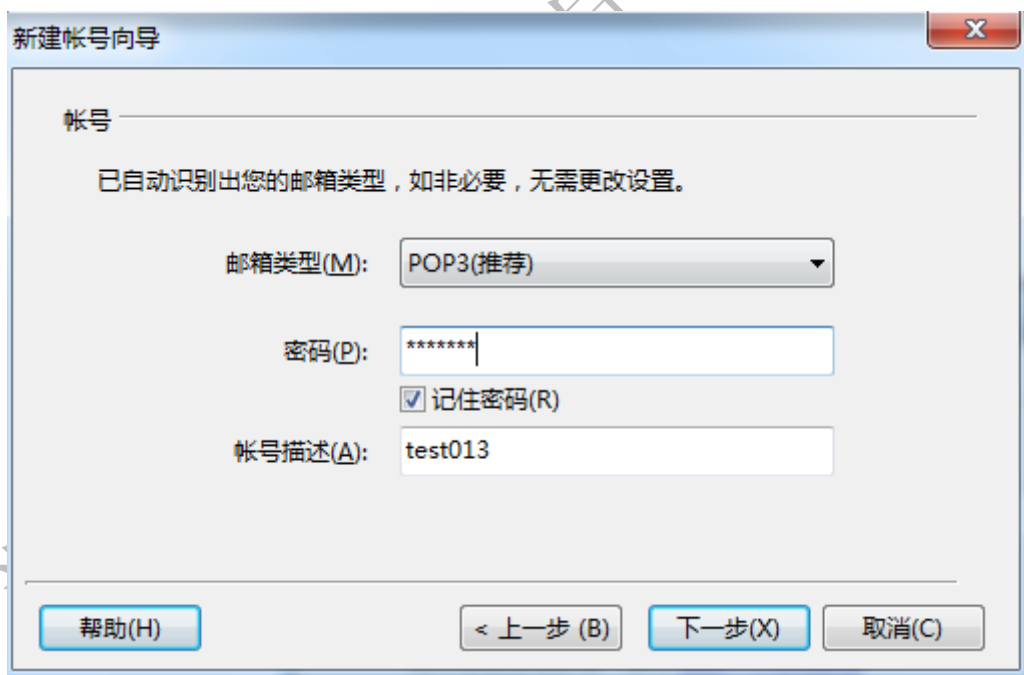 新建帐号向导
帐号
已自动识别出您的邮箱类型，如非必要，无需更改设置。
邮箱类型(M): POP3(推荐)
密码(P): *******
记住密码(R)
帐号描述(A): test013
帮助(H) < 上一步 (B) 下一步(X) 取消(C)